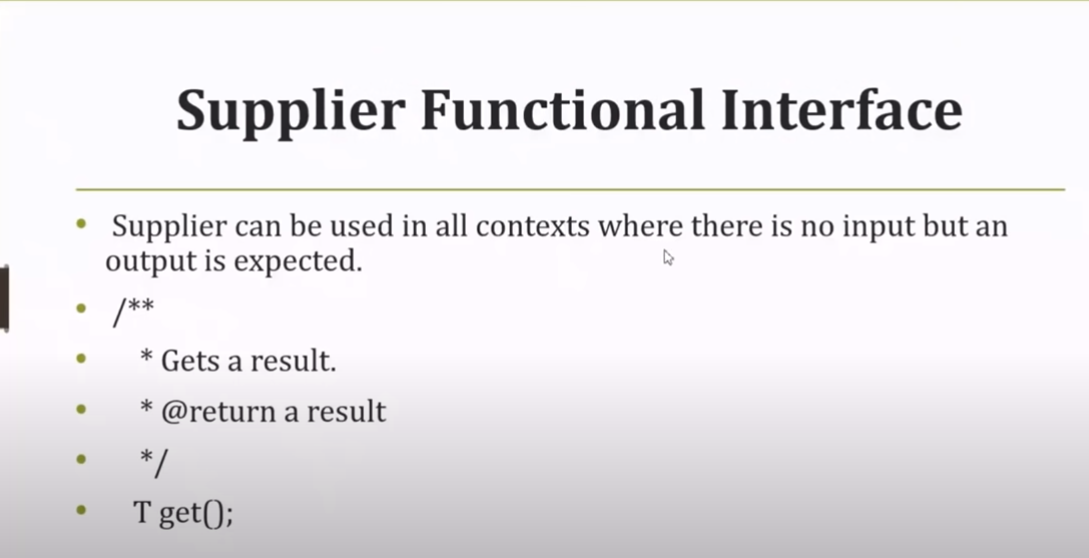 Supplier Functional Interface
• Supplier can be used in all contexts where there is no input but an
output is expected.
• /**
• * Gets a result.
• * @return a result
• */
• T get();